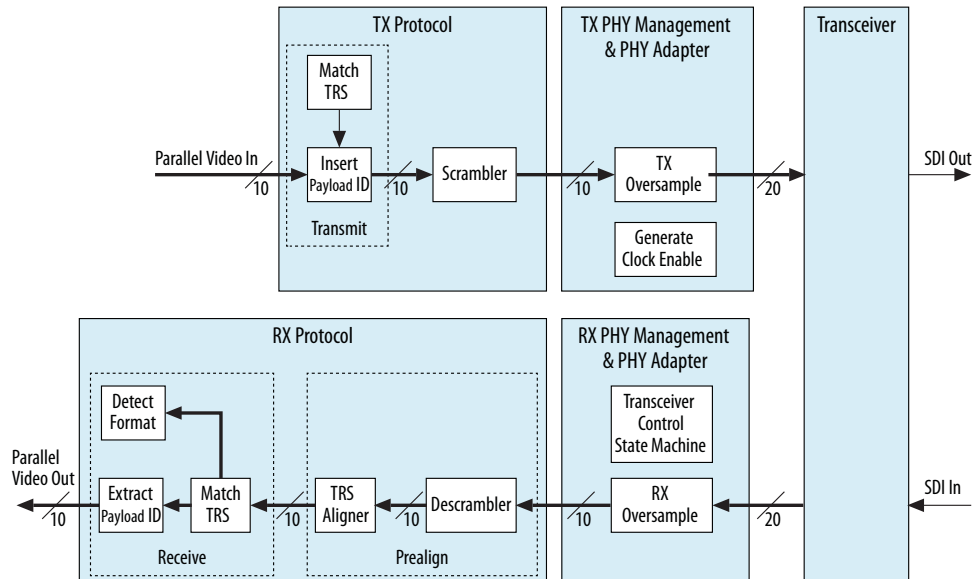 TX Protocol
TX PHY Management
& PHY Adapter
Transceiver
Match
TRS
Parallel Video In
10
Insert
Payload ID
10
Scrambler
10
TX
Oversample
20
SDI Out
Transmit
Generate
Clock Enable
RX Protocol
RX PHY Management
& PHY Adapter
Detect
Format
Transceiver
Control
State Machine
Parallel
Video Out
10
Extract
Payload ID
Match
TRS
10
TRS
Aligner
10
Descrambler
10
RX
Oversample
20
SDI In
Receive
Prealign